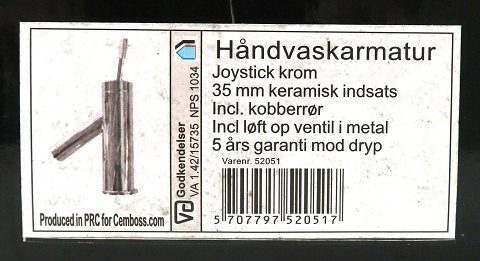 Håndvaskarmatur
Joystick krom
35 mm keramisk indsats
Incl. kobberrør
Incl løft op ventil i metal
5 års garanti mod dryp
Varenr. 52051
5 707797 520517
Produced in PRC for Cemboss.com
VA Godkendelser
VA 1.42/15735 NPS 1034